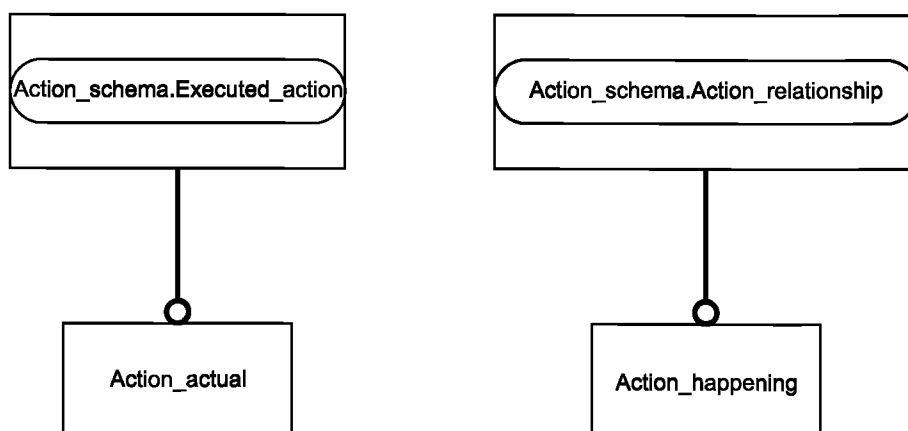 Action_schema.Executed_action
Action_schema.Action_relationship
Action_actual
Action_happening